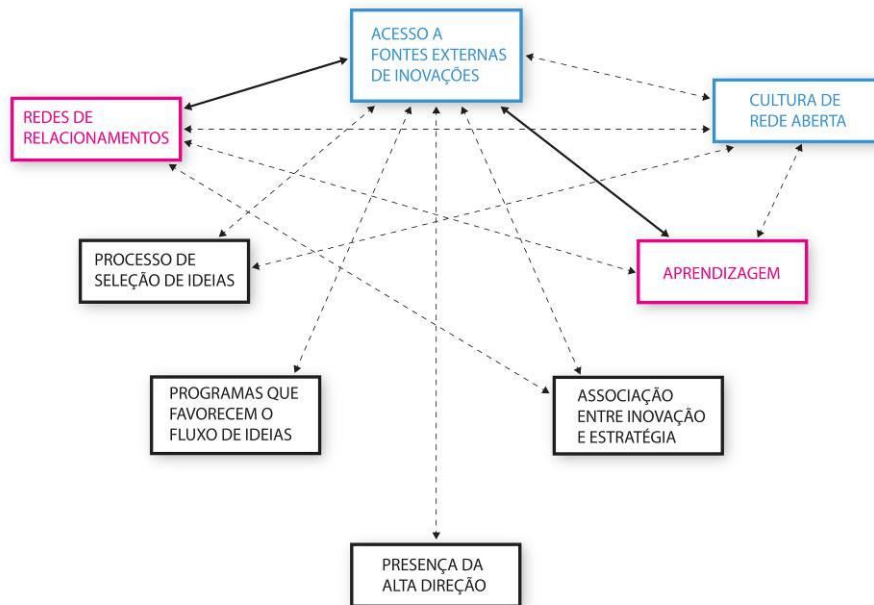 ACESSO A
FONTES EXTERNAS
DE INOVAÇÕES
REDES DE
RELACIONAMENTOS
CULTURA DE
REDE ABERTA
PROCESSO DE
SELEÇÃO DE IDEIAS
APRENDIZAGEM
PROGRAMAS QUE
FAVORECEM O
FLUXO DE IDEIAS
ASSOCIAÇÃO
ENTRE INOVAÇÃO
E ESTRATÉGIA
PRESENÇA DA
ALTA DIREÇÃO